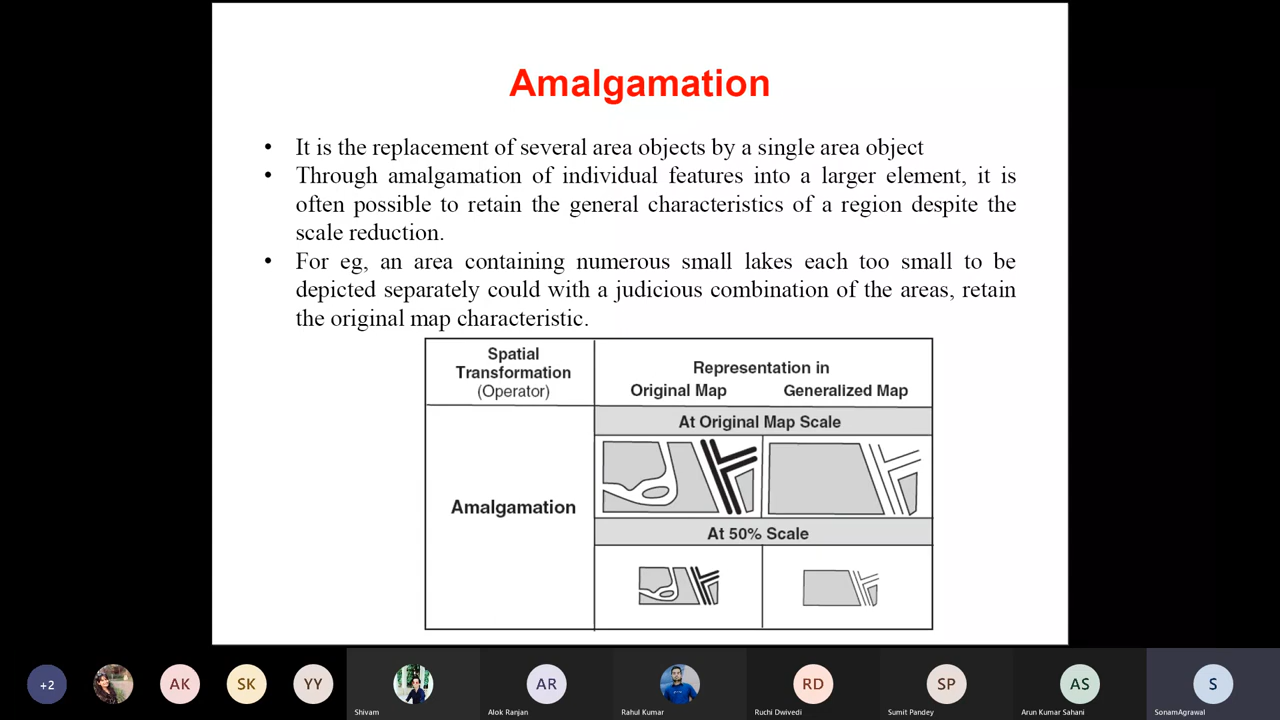 Amalgamation
• It is the replacement of several area objects by a single area object
• Through amalgamation of individual features into a larger element, it is
often possible to retain the general characteristics of a region despite the
scale reduction.
• For eg, an area containing numerous small lakes each too small to be
depicted separately could with a judicious combination of the areas, retain
the original map characteristic.
Spatial
Transformation
(Operator)
Representation in
Original Map Generalized Map
At Original Map Scale
Amalgamation
At 50% Scale
+2 AK SK YY AR RD SP AS S
Shivam Alok Ranjan Rahul Kumar Ruchi Dwivedi Sumit Pandey Arun Kumar Sahani SonamAgrawal